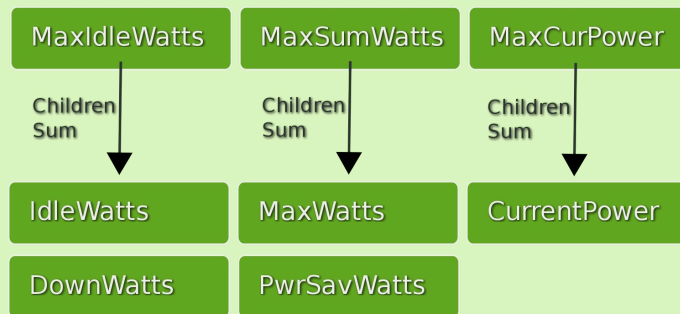 MaxIdleWatts
MaxSumWatts
MaxCurPower
Children
Sum
Children
Sum
Children
Sum
IdleWatts
MaxWatts
CurrentPower
DownWatts
PwrSavWatts